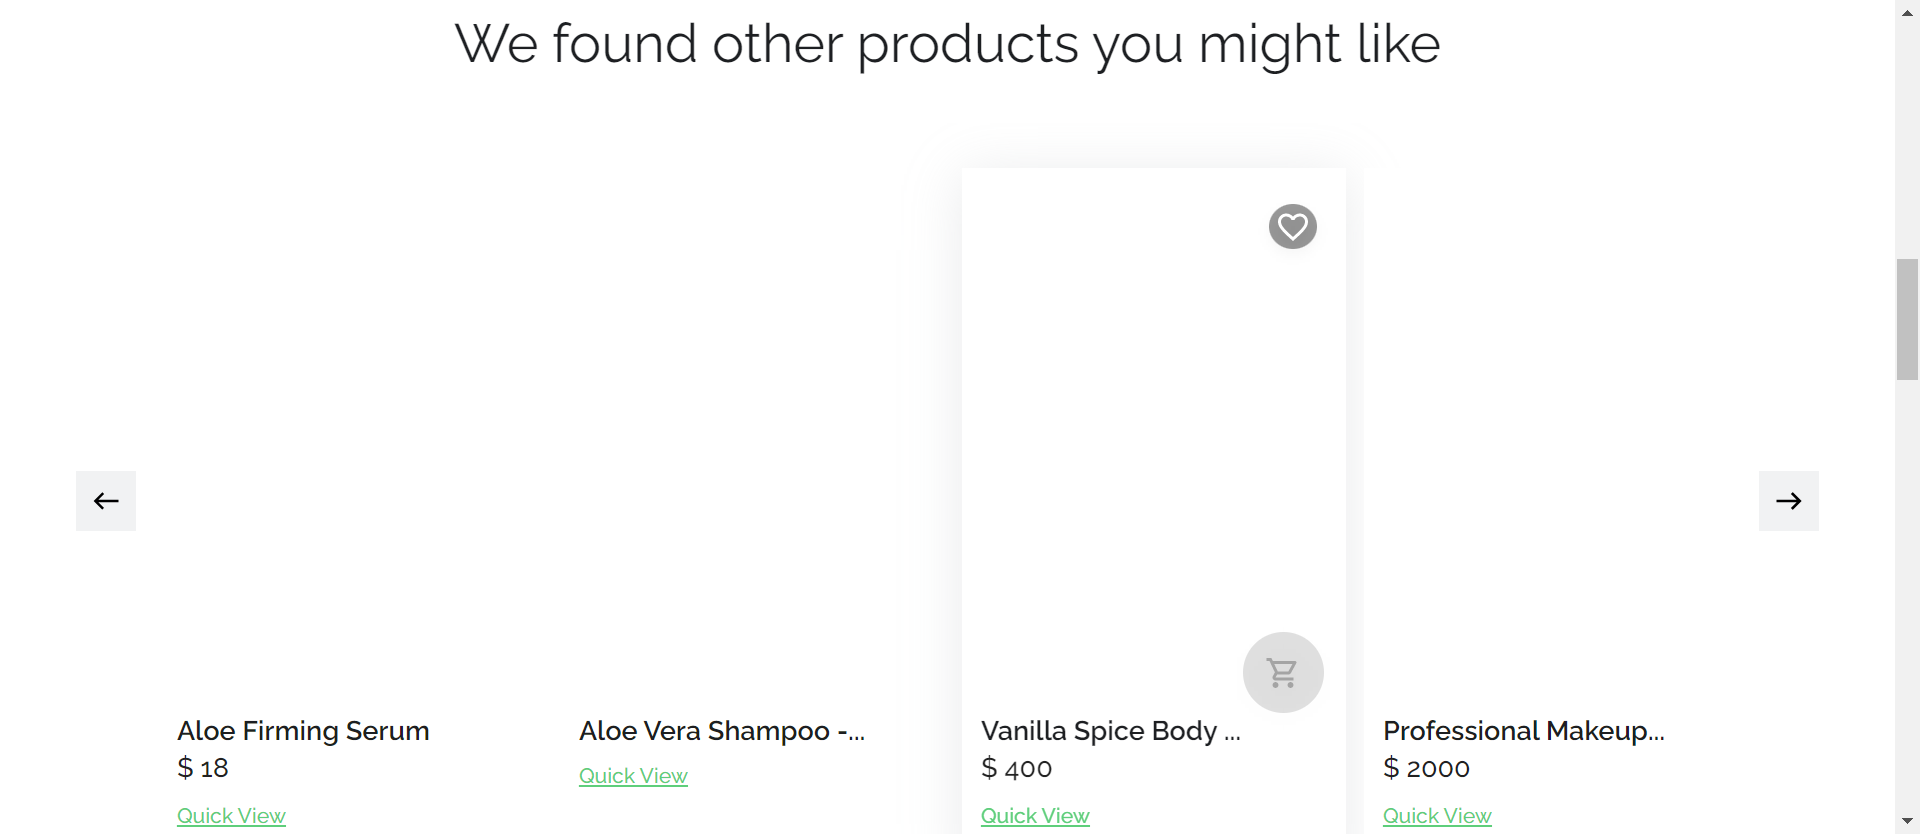 We found other products you might like
Aloe Firming Serum
$ 18
Quick View
Aloe Vera Shampoo -...
Quick View
Vanilla Spice Body ...
$ 400
Quick View
Professional Makeup...
$ 2000
Quick View